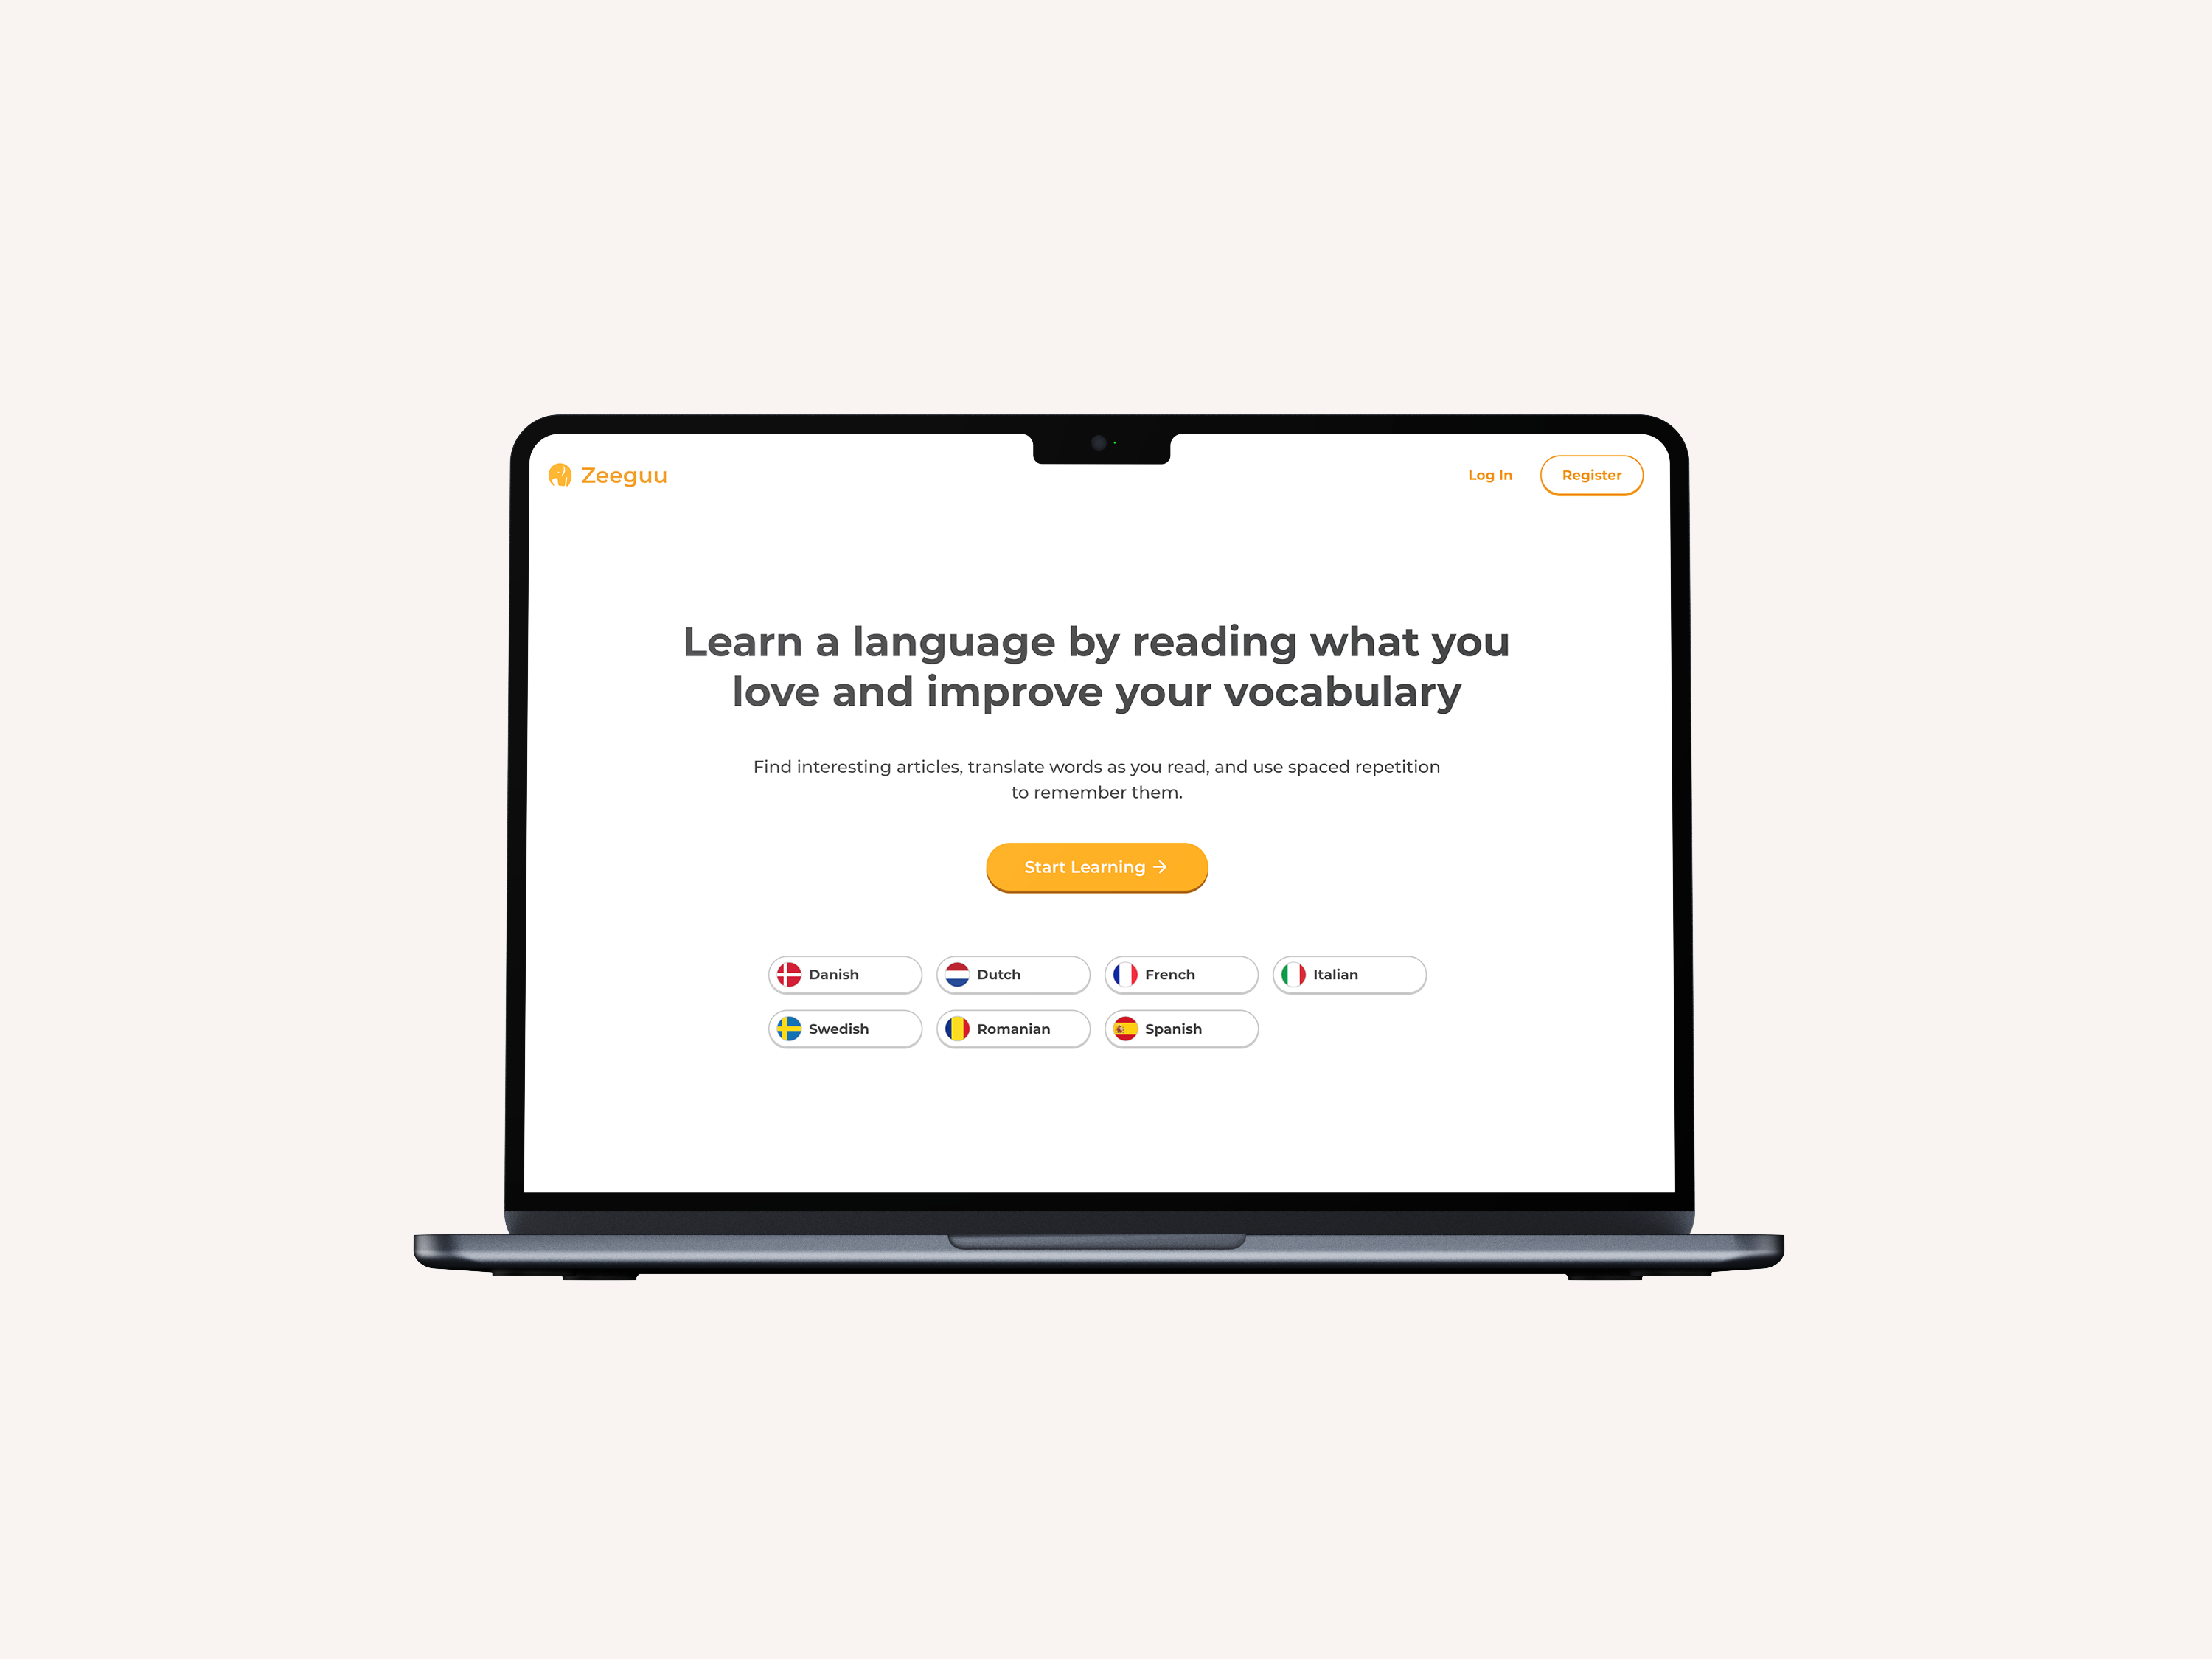 Zeeguu
Log In
Register
Learn a language by reading what you
love and improve your vocabulary
Find interesting articles, translate words as you read, and use spaced repetition
to remember them.
Start Learning →
Danish
Dutch
French
Italian
Swedish
Romanian
Spanish